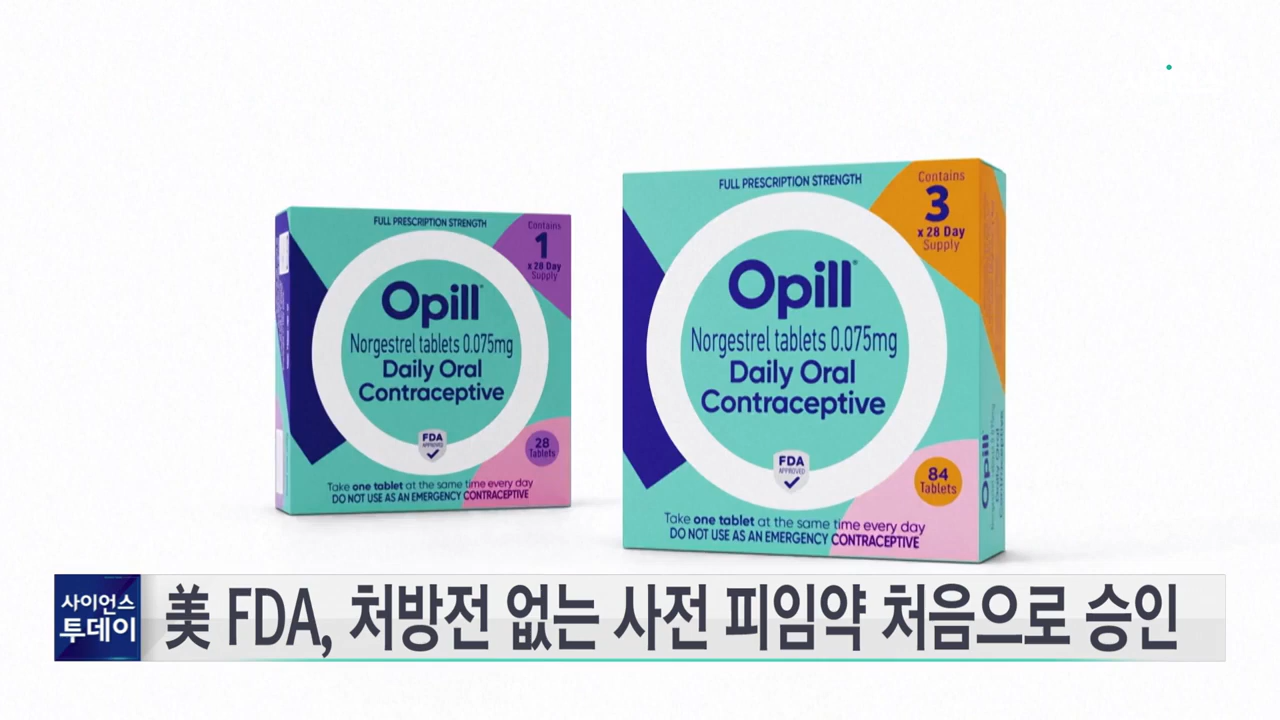 FULL PRESCRIPTION STRENGTH
Contains
1
x 28 Day
Supply
Opill
Norgestrel tablets 0.075mg
Daily Oral
Contraceptive
FDA
APPROVED
28
Tablets
Take one tablet at the same time every day
DO NOT USE AS AN EMERGENCY CONTRACEPTIVE
FULL PRESCRIPTION STRENGTH
Contains
3
x 28 Day
Supply
Opill®
Norgestrel tablets 0.075mg
Daily Oral
Contraceptive
FDA
APPROVED
84
Tablets
Take one tablet at the same time every day
DO NOT USE AS AN EMERGENCY CONTRACEPTIVE
Opill
사이언스
투데이
美 FDA, 처방전 없는 사전 피임약 처음으로 승인